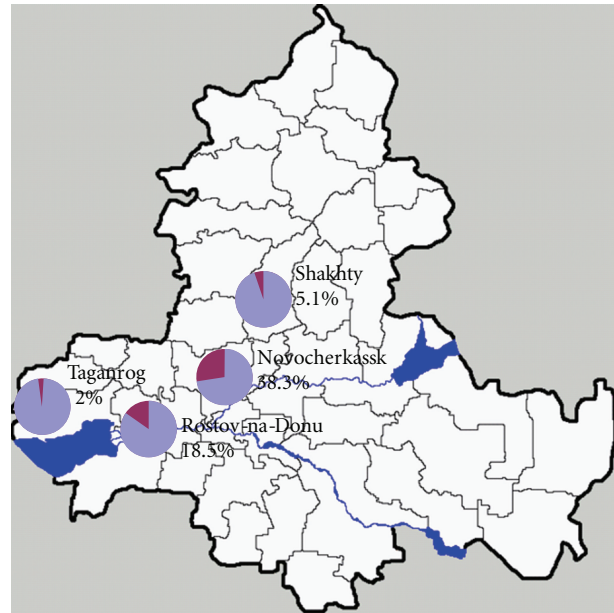 Shakhty
5.1%
Novocherkassk
38.3%
Taganrog
2%
Rostov-na-Donu
18.5%